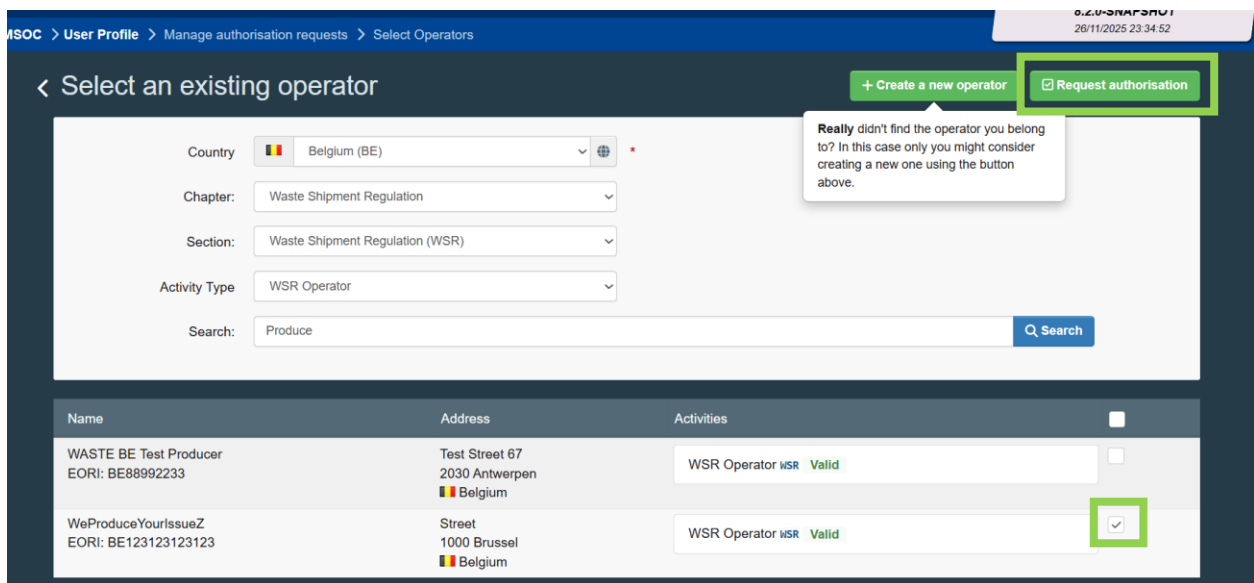 8.2.0-SNAPSHOT
26/11/2025 23:34:52
MSOC > User Profile > Manage authorisation requests > Select Operators
Select an existing operator
+ Create a new operator
Request authorisation
Really didn't find the operator you belong
to? In this case only you might consider
creating a new one using the button
above.
Country
Belgium (BE)
*
Chapter:
Waste Shipment Regulation
Section:
Waste Shipment Regulation (WSR)
Activity Type
WSR Operator
Search:
Produce
Search
Name Address Activities
WASTE BE Test Producer
EORI: BE88992233
Test Street 67
2030 Antwerpen
Belgium
WSR Operator WSR Valid
WeProduceYourIssueZ
EORI: BE123123123123
Street
1000 Brussel
Belgium
WSR Operator WSR Valid